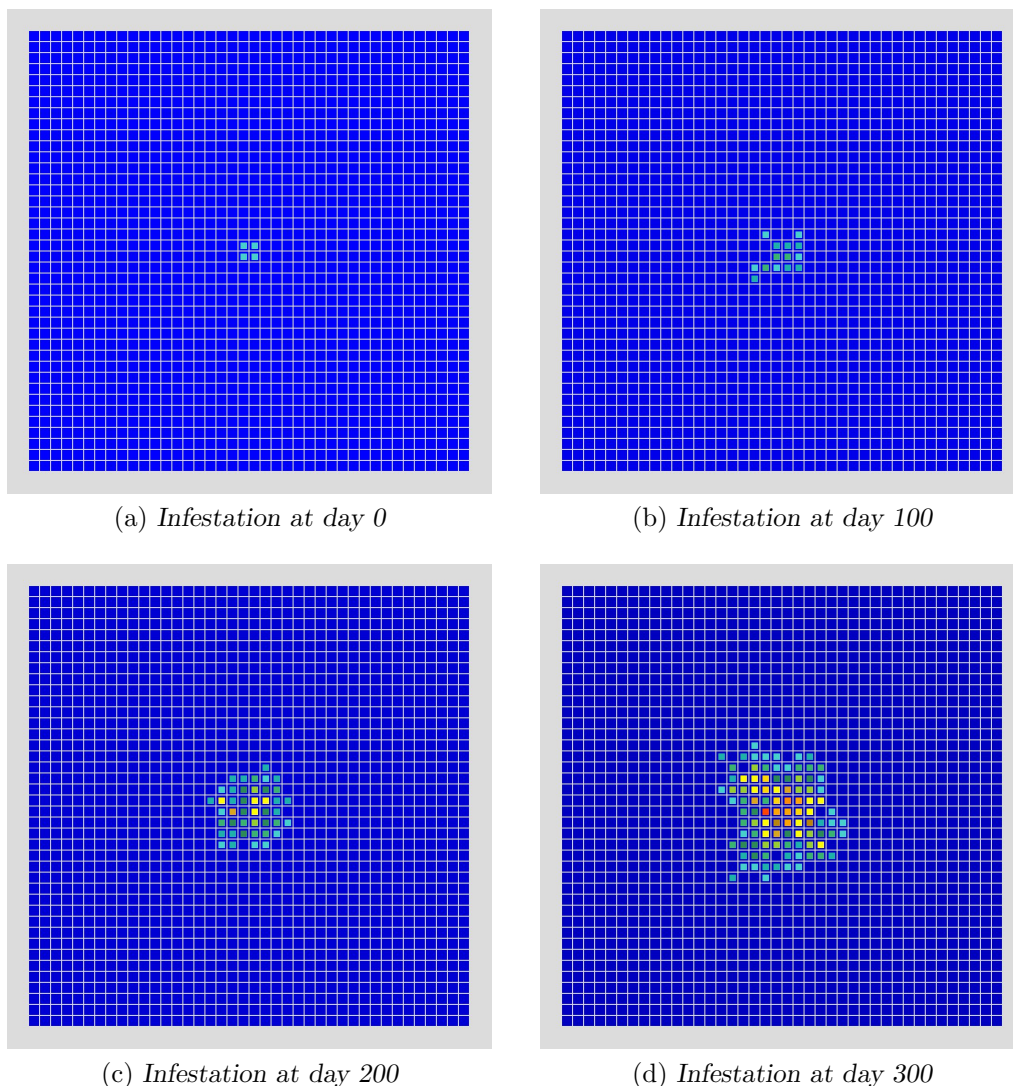 (a) Infestation at day 0
(b) Infestation at day 100
(c) Infestation at day 200
(d) Infestation at day 300